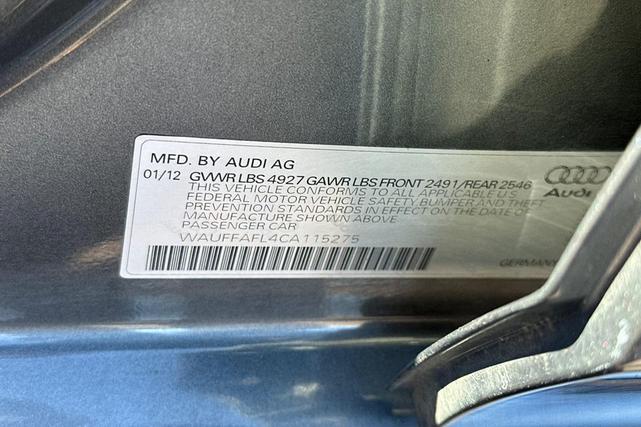 MFD. BY AUDI AG
01/12 GVWR LBS 4927 GAWR LBS FRONT 2491/REAR 2546
THIS VEHICLE CONFORMS TO ALL APPLICABLE U.S.
FEDERAL MOTOR VEHICLE SAFETY, BUMPER AND THEFT
PREVENTION STANDARDS IN EFFECT ON THE DATE OF
MANUFACTURE SHOWN ABOVE
PASSENGER CAR
WAUFFAFL4CA115275
Audi
GERMANY